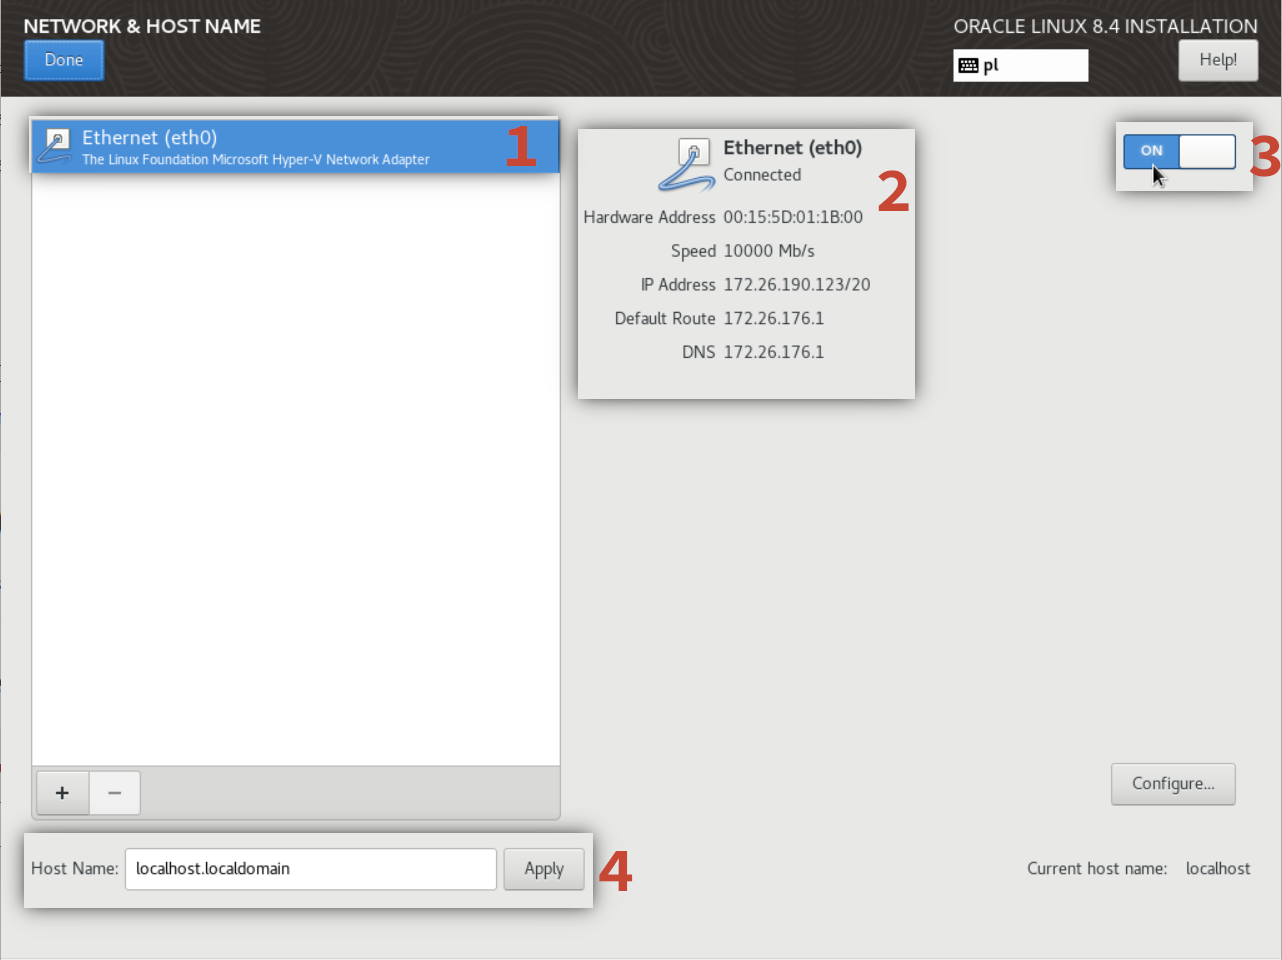 NETWORK & HOST NAME
ORACLE LINUX 8.4 INSTALLATION
Done
pl
Help!
Ethernet (eth0)
The Linux Foundation Microsoft Hyper-V Network Adapter
1
Ethernet (eth0)
Connected
2
Hardware Address 00:15:5D:01:1B:00
Speed 10000 Mb/s
IP Address 172.26.190.123/20
Default Route 172.26.176.1
DNS 172.26.176.1
ON
3
+ −
Configure...
Host Name: localhost.localdomain Apply
4
Current host name: localhost